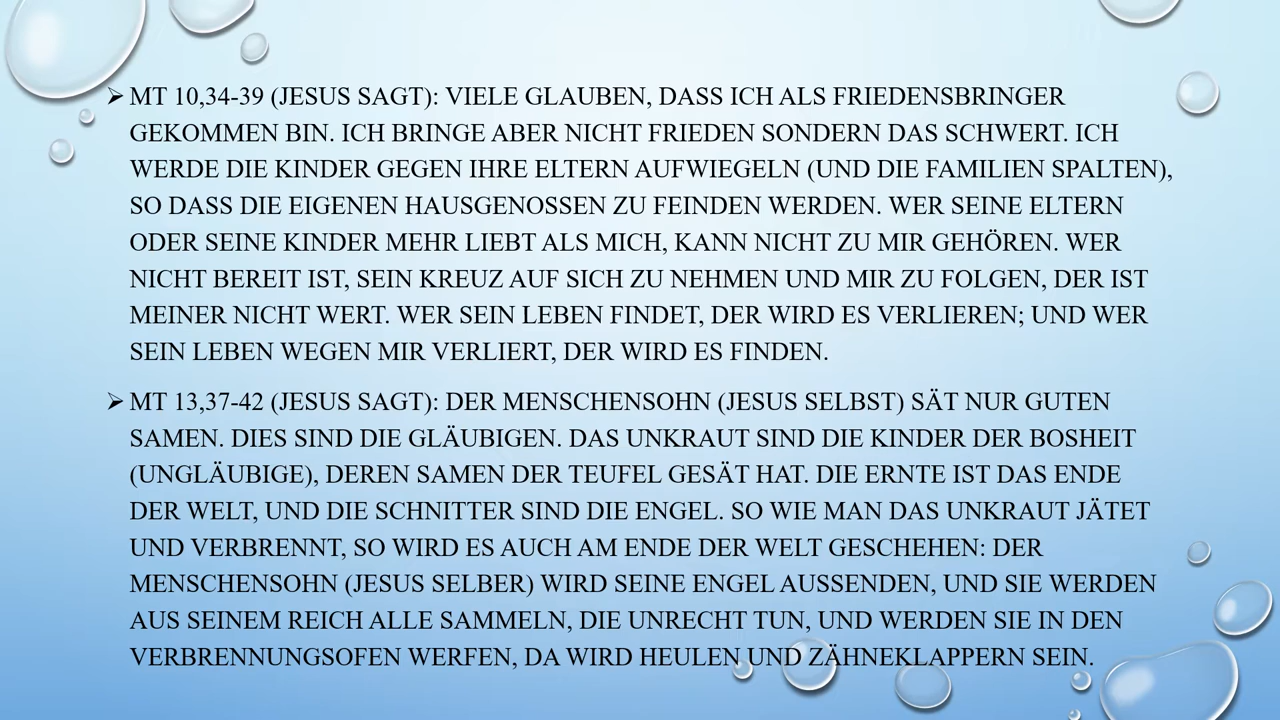 ➢ MT 10,34-39 (JESUS SAGT): VIELE GLAUBEN, DASS ICH ALS FRIEDENSBRINGER
GEKOMMEN BIN. ICH BRINGE ABER NICHT FRIEDEN SONDERN DAS SCHWERT. ICH
WERDE DIE KINDER GEGEN IHRE ELTERN AUFWIEGELN (UND DIE FAMILIEN SPALTEN),
SO DASS DIE EIGENEN HAUSGENOSSEN ZU FEINDEN WERDEN. WER SEINE ELTERN
ODER SEINE KINDER MEHR LIEBT ALS MICH, KANN NICHT ZU MIR GEHÖREN. WER
NICHT BEREIT IST, SEIN KREUZ AUF SICH ZU NEHMEN UND MIR ZU FOLGEN, DER IST
MEINER NICHT WERT. WER SEIN LEBEN FINDET, DER WIRD ES VERLIEREN; UND WER
SEIN LEBEN WEGEN MIR VERLIERT, DER WIRD ES FINDEN.
➢ MT 13,37-42 (JESUS SAGT): DER MENSCHENSOHN (JESUS SELBST) SÄT NUR GUTEN
SAMEN. DIES SIND DIE GLÄUBIGEN. DAS UNKRAUT SIND DIE KINDER DER BOSHEIT
(UNGLÄUBIGE), DEREN SAMEN DER TEUFEL GESÄT HAT. DIE ERNTE IST DAS ENDE
DER WELT, UND DIE SCHNITTER SIND DIE ENGEL. SO WIE MAN DAS UNKRAUT JÄTET
UND VERBRENNT, SO WIRD ES AUCH AM ENDE DER WELT GESCHEHEN: DER
MENSCHENSOHN (JESUS SELBER) WIRD SEINE ENGEL AUSSENDEN, UND SIE WERDEN
AUS SEINEM REICH ALLE SAMMELN, DIE UNRECHT TUN, UND WERDEN SIE IN DEN
VERBRENNUNGSOFEN WERFEN, DA WIRD HEULEN UND ZÄHNEKLAPPERN SEIN.